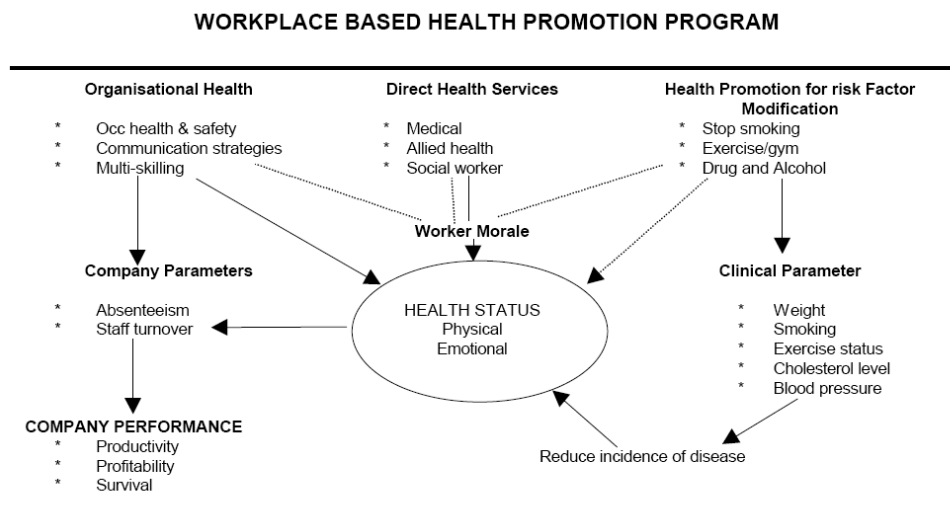 WORKPLACE BASED HEALTH PROMOTION PROGRAM
Organisational Health
* Occ health & safety
* Communication strategies
* Multi-skilling
Direct Health Services
* Medical
* Allied health
* Social worker
Health Promotion for risk Factor
Modification
* Stop smoking
* Exercise/gym
* Drug and Alcohol
Worker Morale
Company Parameters
* Absenteeism
* Staff turnover
HEALTH STATUS
Physical
Emotional
Clinical Parameter
* Weight
* Smoking
* Exercise status
* Cholesterol level
* Blood pressure
COMPANY PERFORMANCE
* Productivity
* Profitability
* Survival
Reduce incidence of disease